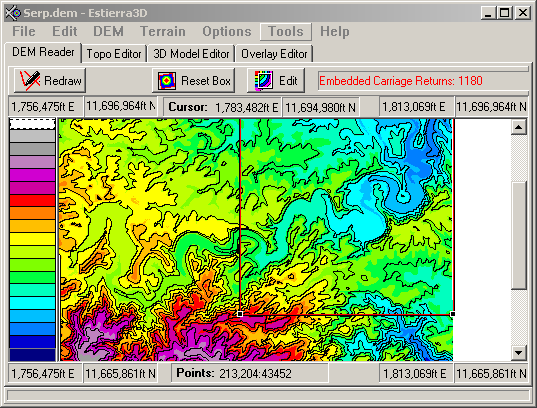 Serp.dem - Estierra3D
File Edit DEM Terrain Options Tools Help
DEM Reader Topo Editor 3D Model Editor Overlay Editor
Redraw Reset Box Edit Embedded Carriage Returns: 1180
1,756,475ft E 11,696,964ft N Cursor: 1,783,482ft E 11,694,980ft N 1,813,069ft E 11,696,964ft N
1,756,475ft E 11,665,861ft N Points: 213,204:43452 1,813,069ft E 11,665,861ft N